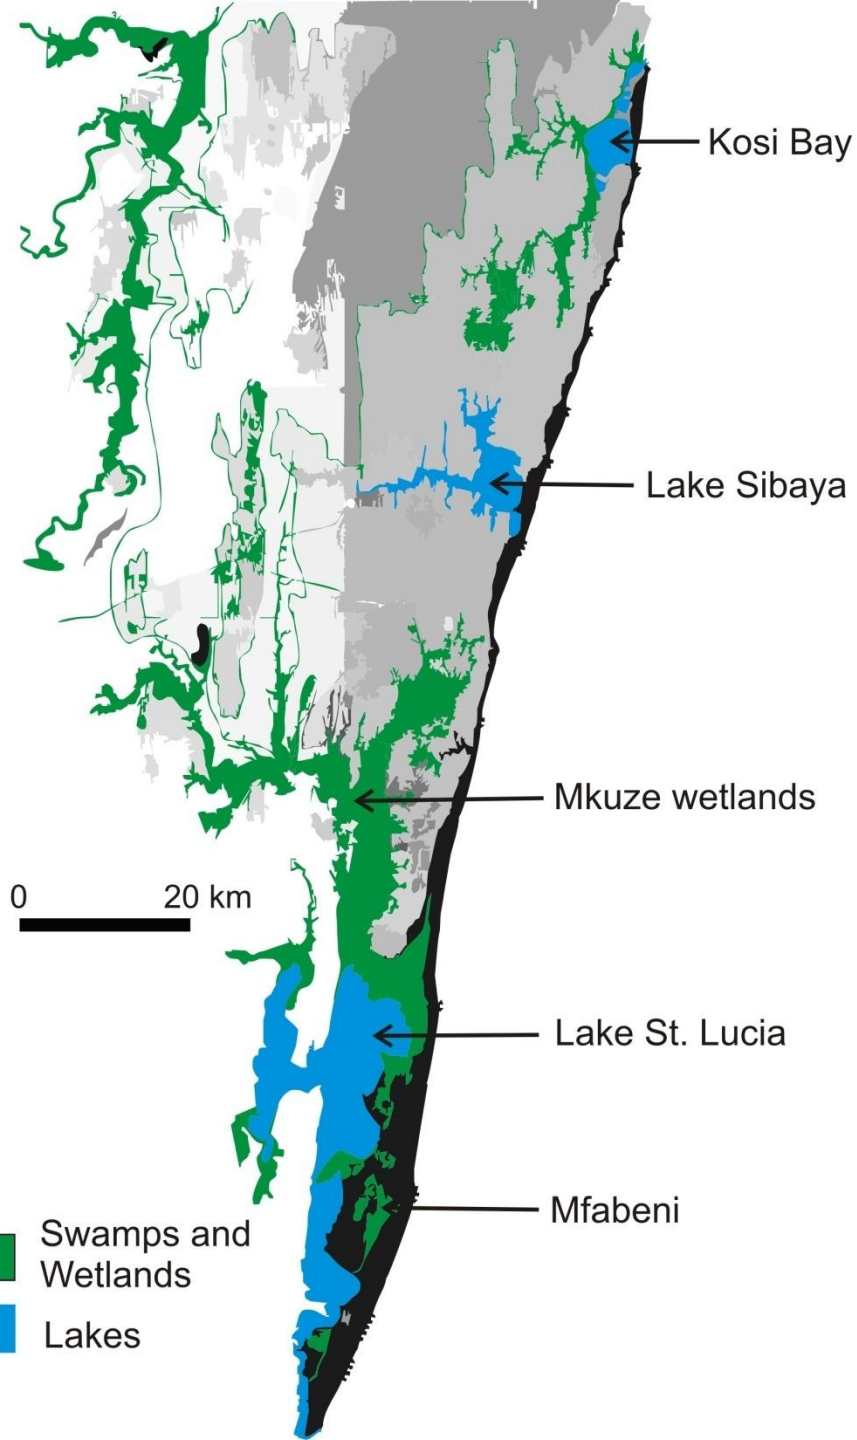 Kosi Bay
Lake Sibaya
Mkuze wetlands
0 20 km
Lake St. Lucia
Mfabeni
Swamps and
Wetlands
Lakes